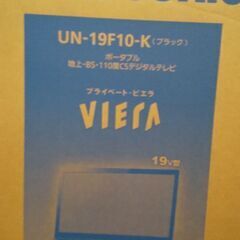 UN-19F10-K(ブラック)
ポータブル
地上・BS・110度CSデジタルテレビ
プライベート・ビエラ
VIErA
19V型